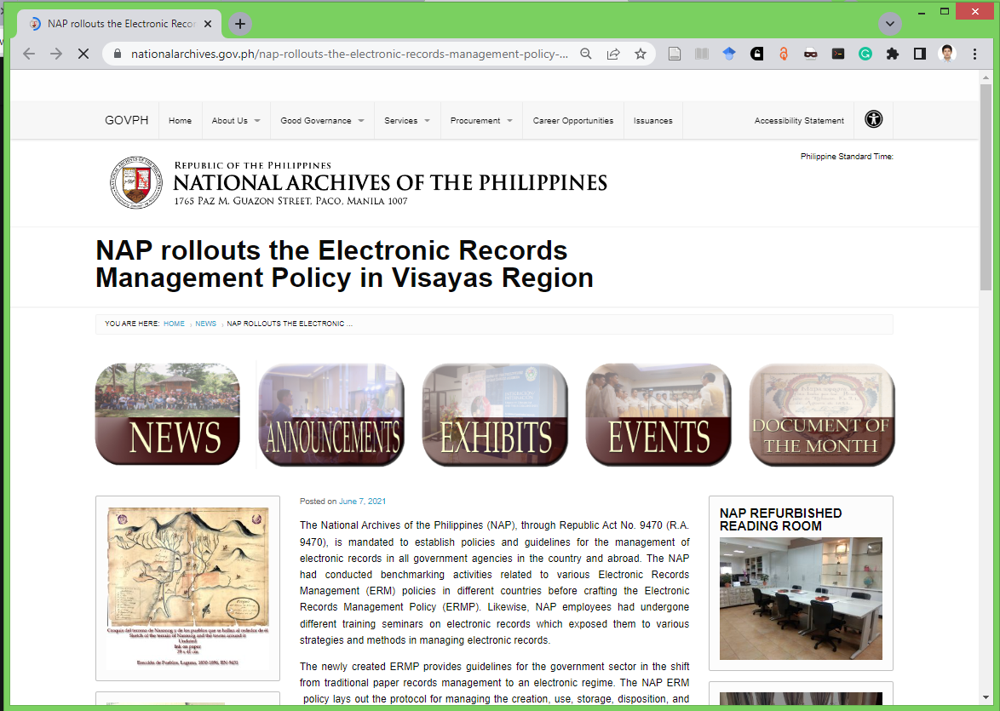 NAP rollouts the Electronic Recor
nationalarchives.gov.ph/nap-rollouts-the-electronic-records-management-policy-...
GOVPH
Home
About Us
Good Governance
Services
Procurement
Career Opportunities
Issuances
Accessibility Statement
Philippine Standard Time:
REPUBLIC OF THE PHILIPPINES
NATIONAL ARCHIVES OF THE PHILIPPINES
1765 PAZ M. GUAZON STREET, PACO, MANILA 1007
NAP rollouts the Electronic Records
Management Policy in Visayas Region
YOU ARE HERE: HOME › NEWS › NAP ROLLOUTS THE ELECTRONIC ...
NEWS
ANNOUNCEMENTS
EXHIBITS
EVENTS
DOCUMENT OF
THE MONTH
Croquis del terreno de Nanoog y de los pueblos que se hallan al rededor de él
Sketch of the terrain of Nanoog and the towns around it
Undated
Ink on paper
Erección de Pueblos, Laguna,
Posted on June 7, 2021
The National Archives of the Philippines (NAP), through Republic Act No. 9470 (R.A.
9470), is mandated to establish policies and guidelines for the management of
electronic records in all government agencies in the country and abroad. The NAP
had conducted benchmarking activities related to various Electronic Records
Management (ERM) policies in different countries before crafting the Electronic
Records Management Policy (ERMP). Likewise, NAP employees had undergone
different training seminars on electronic records which exposed them to various
strategies and methods in managing electronic records.
The newly created ERMP provides guidelines for the government sector in the shift
from traditional paper records management to an electronic regime. The NAP ERM
policy lays out the protocol for managing the creation, use, storage, disposition, and
NAP REFURBISHED
READING ROOM